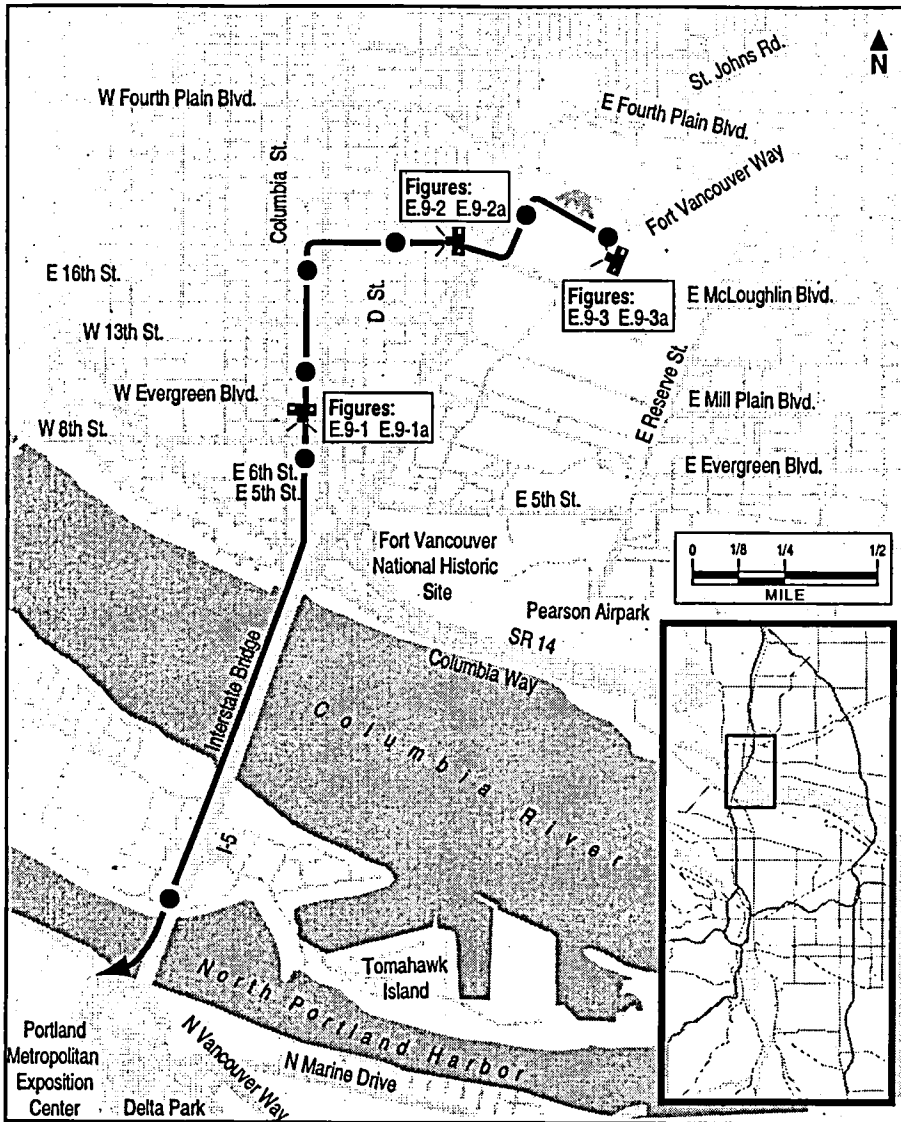 N
St. Johns Rd.
W Fourth Plain Blvd.
E Fourth Plain Blvd.
Columbia St.
Fort Vancouver Way
Figures:
E.9-2 E.9-2a
E 16th St.
D St.
Figures:
E.9-3 E.9-3a
E McLoughlin Blvd.
W 13th St.
E Reserve St.
W Evergreen Blvd.
Figures:
E.9-1 E.9-1a
E Mill Plain Blvd.
W 8th St.
E 6th St.
E 5th St.
E Evergreen Blvd.
E 5th St.
Fort Vancouver
National Historic
Site
0 1/8 1/4 1/2
MILE
Pearson Airpark
SR 14
Columbia Way
Interstate Bridge
Columbia River
I-5
Tomahawk
Island
North Portland Harbor
Portland
Metropolitan
Exposition
Center
N Vancouver Way
N Marine Drive
Delta Park